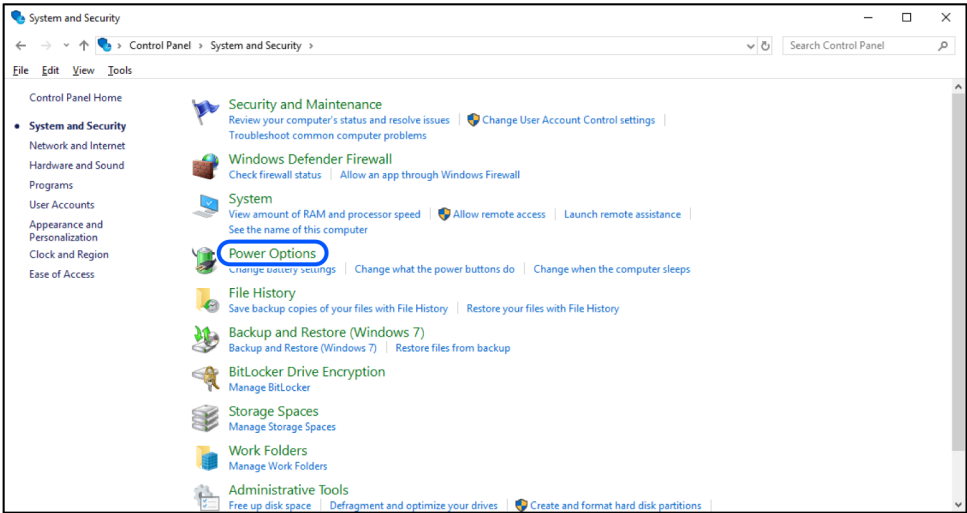 System and Security
Control Panel > System and Security >
Search Control Panel
File Edit View Tools
Control Panel Home
System and Security
Network and Internet
Hardware and Sound
Programs
User Accounts
Appearance and
Personalization
Clock and Region
Ease of Access
Security and Maintenance
Review your computer's status and resolve issues | Change User Account Control settings |
Troubleshoot common computer problems
Windows Defender Firewall
Check firewall status | Allow an app through Windows Firewall
System
View amount of RAM and processor speed | Allow remote access | Launch remote assistance |
See the name of this computer
Power Options
Change battery settings | Change what the power buttons do | Change when the computer sleeps
File History
Save backup copies of your files with File History | Restore your files with File History
Backup and Restore (Windows 7)
Backup and Restore (Windows 7) | Restore files from backup
BitLocker Drive Encryption
Manage BitLocker
Storage Spaces
Manage Storage Spaces
Work Folders
Manage Work Folders
Administrative Tools
Free up disk space | Defragment and optimize your drives | Create and format hard disk partitions |